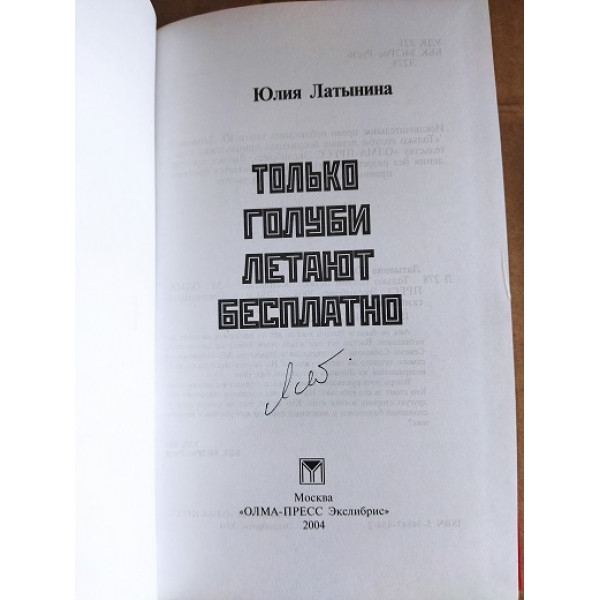 Юлия Латынина
ТОЛЬКО
ГОЛУБИ
ЛЕТАЮТ
БЕСПЛАТНО
Москва
«ОЛМА-ПРЕСС Экслибрис»
2004